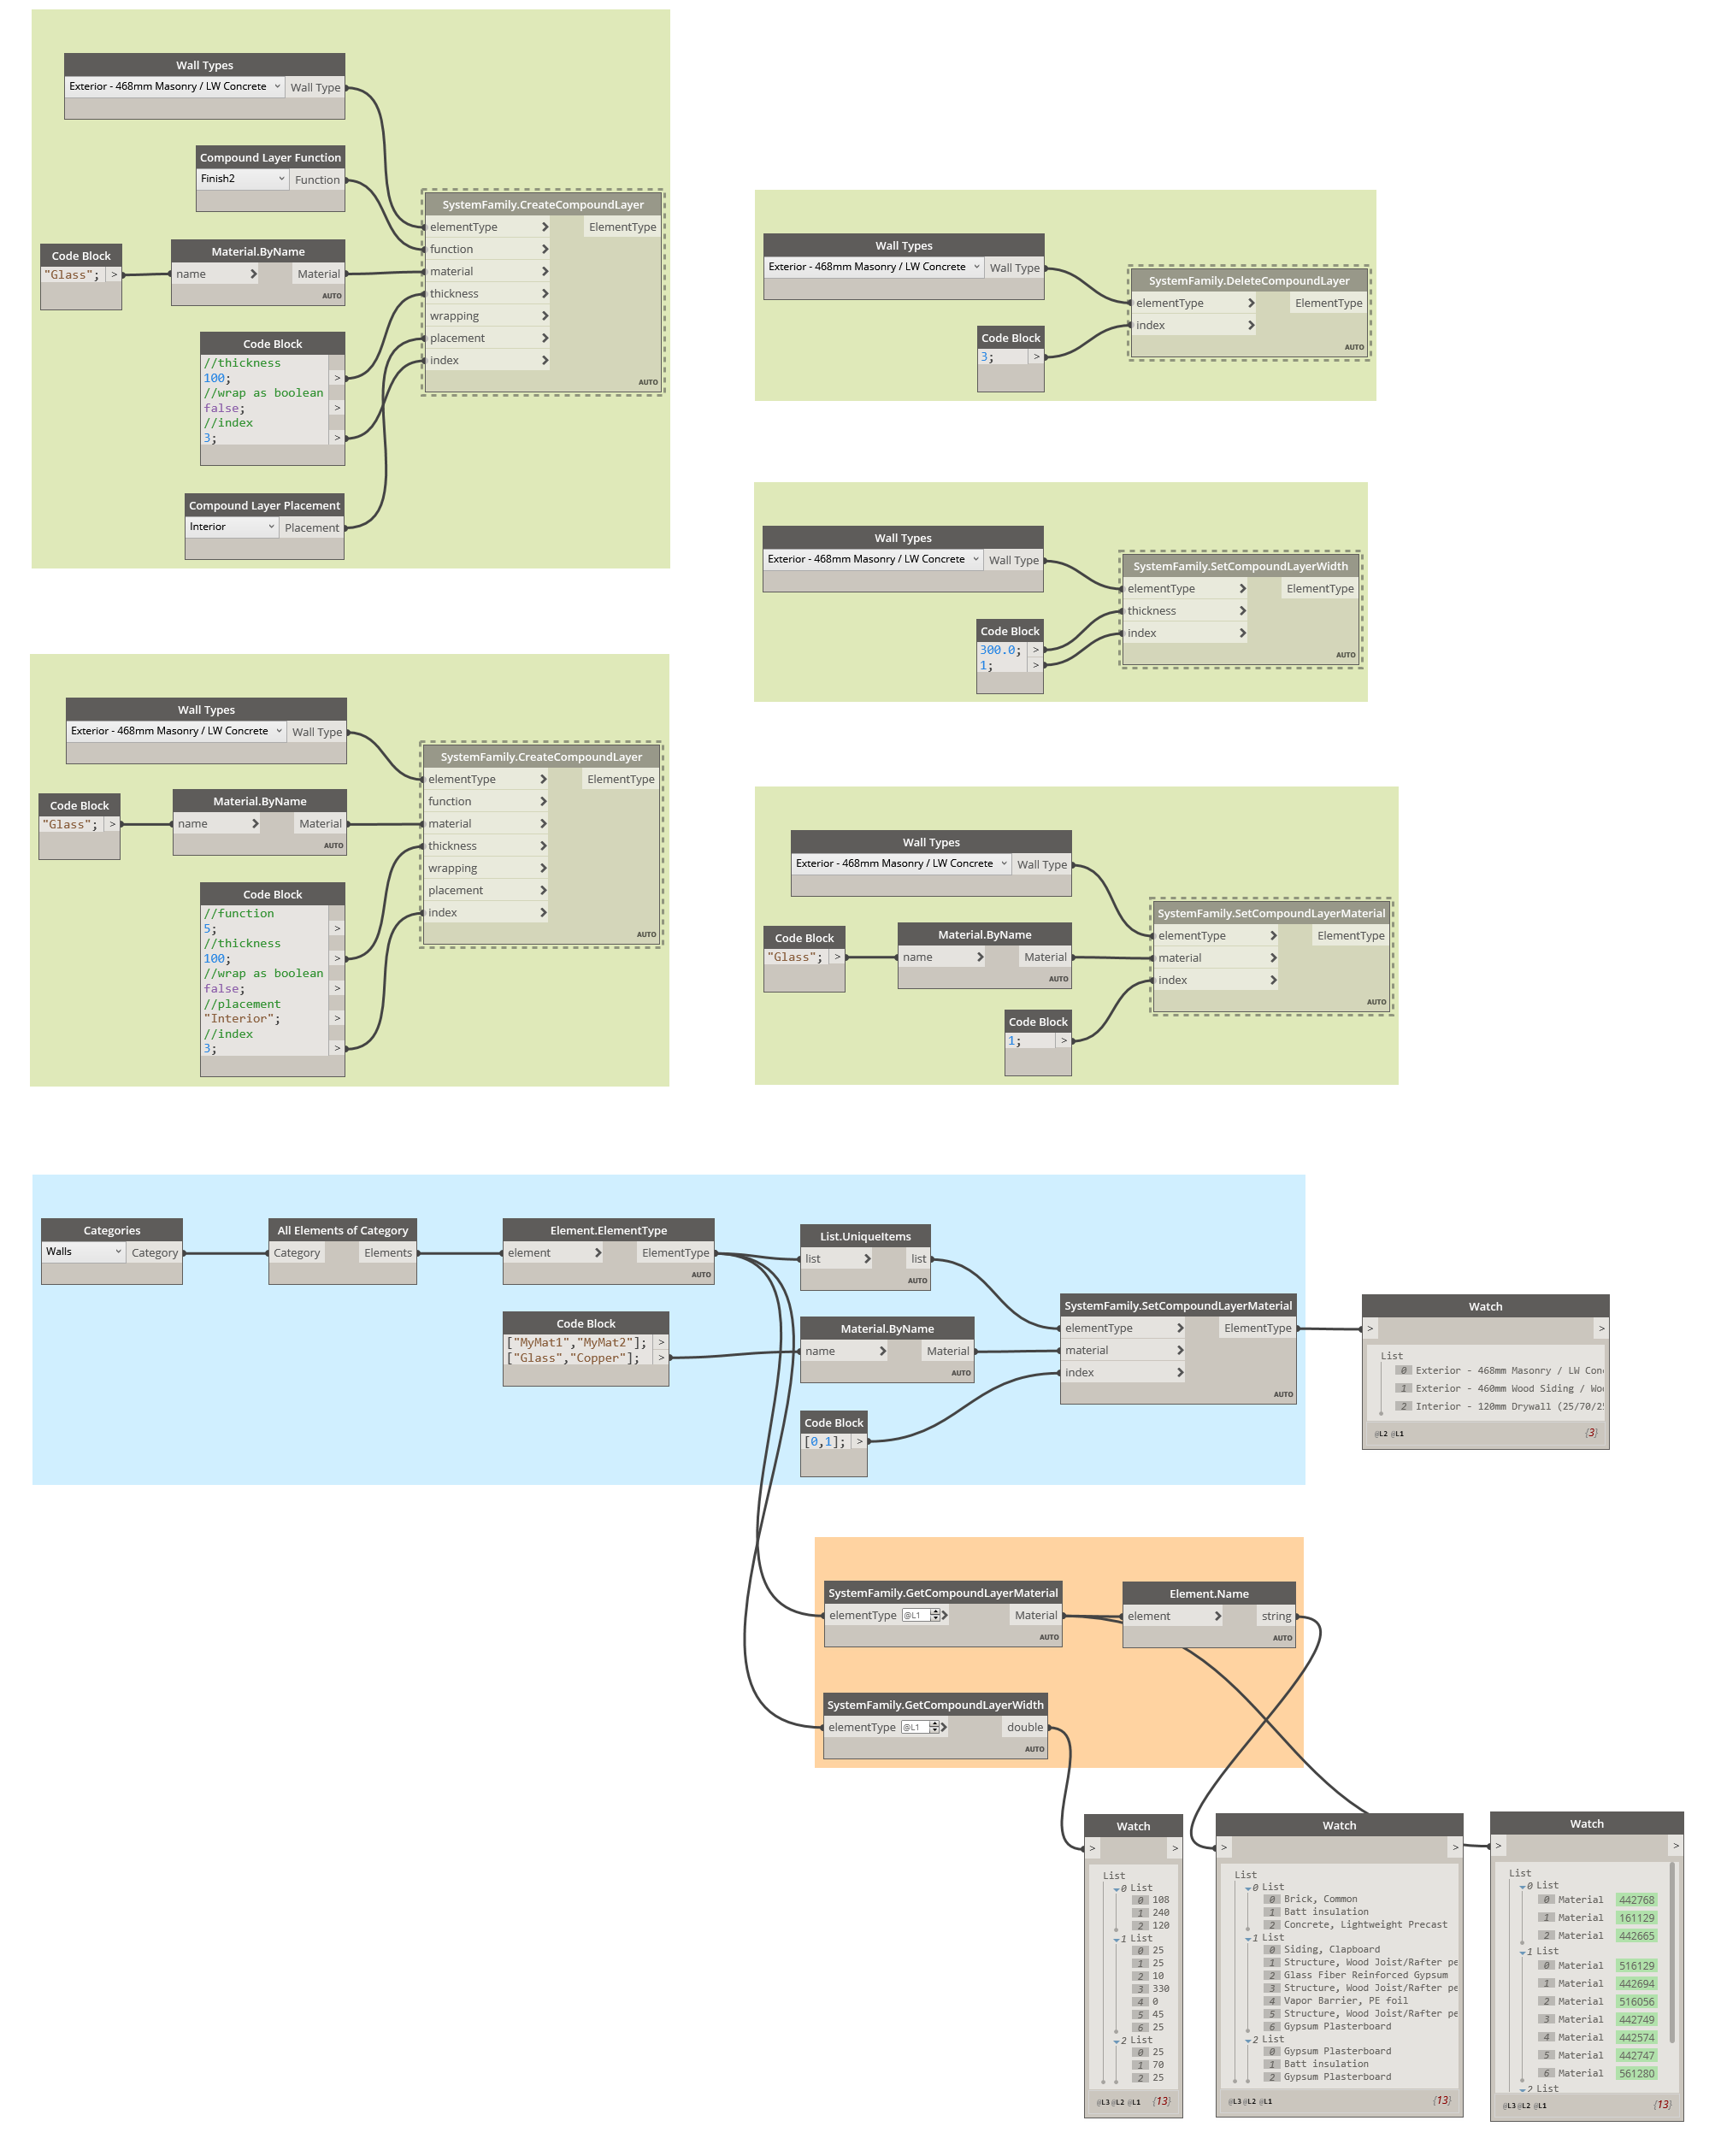 Wall Types
Exterior - 468mm Masonry / LW Concrete
Wall Type
Compound Layer Function
Finish2
Function
Code Block
"Glass";
>
Material.ByName
name
Material
AUTO
Code Block
//thickness
100;
>
//wrap as boolean
false;
>
//index
3;
>
Compound Layer Placement
Interior
Placement
SystemFamily.CreateCompoundLayer
elementType
ElementType
function
material
thickness
wrapping
placement
index
AUTO
Wall Types
Exterior - 468mm Masonry / LW Concrete
Wall Type
Code Block
3;
>
SystemFamily.DeleteCompoundLayer
elementType
ElementType
index
AUTO
Wall Types
Exterior - 468mm Masonry / LW Concrete
Wall Type
Code Block
300.0;
>
1;
>
SystemFamily.SetCompoundLayerWidth
elementType
ElementType
thickness
index
AUTO
Wall Types
Exterior - 468mm Masonry / LW Concrete
Wall Type
Code Block
"Glass";
>
Material.ByName
name
Material
AUTO
Code Block
//function
5;
>
//thickness
100;
>
//wrap as boolean
false;
>
//placement
"Interior";
>
//index
3;
>
SystemFamily.CreateCompoundLayer
elementType
ElementType
function
material
thickness
wrapping
placement
index
AUTO
Wall Types
Exterior - 468mm Masonry / LW Concrete
Wall Type
Code Block
"Glass";
>
Material.ByName
name
Material
AUTO
Code Block
1;
>
SystemFamily.SetCompoundLayerMaterial
elementType
ElementType
material
index
AUTO
Categories
Walls
Category
All Elements of Category
Category
Elements
Element.ElementType
element
ElementType
AUTO
Code Block
["MyMat1","MyMat2"];
>
["Glass","Copper"];
>
List.UniqueItems
list
list
AUTO
Material.ByName
name
Material
AUTO
Code Block
[0,1];
>
SystemFamily.SetCompoundLayerMaterial
elementType
ElementType
material
index
AUTO
Watch
> >
List
0 Exterior - 468mm Masonry / LW Con
1 Exterior - 460mm Wood Siding / Wo
2 Interior - 120mm Drywall (25/70/2
@L2 @L1 {3}
SystemFamily.GetCompoundLayerMaterial
elementType @L1
Material
AUTO
Element.Name
element
string
AUTO
SystemFamily.GetCompoundLayerWidth
elementType @L1
double
AUTO
Watch
> >
List
0 List
0 108
1 240
2 120
1 List
0 25
1 25
2 10
3 330
4 0
5 45
6 25
2 List
0 25
1 70
2 25
@L3 @L2 @L1 {13}
Watch
> >
List
0 List
0 Brick, Common
1 Batt insulation
2 Concrete, Lightweight Precast
1 List
0 Siding, Clapboard
1 Structure, Wood Joist/Rafter pe
2 Glass Fiber Reinforced Gypsum
3 Structure, Wood Joist/Rafter pe
4 Vapor Barrier, PE foil
5 Structure, Wood Joist/Rafter pe
6 Gypsum Plasterboard
2 List
0 Gypsum Plasterboard
1 Batt insulation
2 Gypsum Plasterboard
@L3 @L2 @L1 {13}
Watch
> >
List
0 List
0 Material 442768
1 Material 161129
2 Material 442665
1 List
0 Material 516129
1 Material 442694
2 Material 516056
3 Material 442749
4 Material 442574
5 Material 442747
6 Material 561280
2 List
@L3 @L2 @L1 {13}